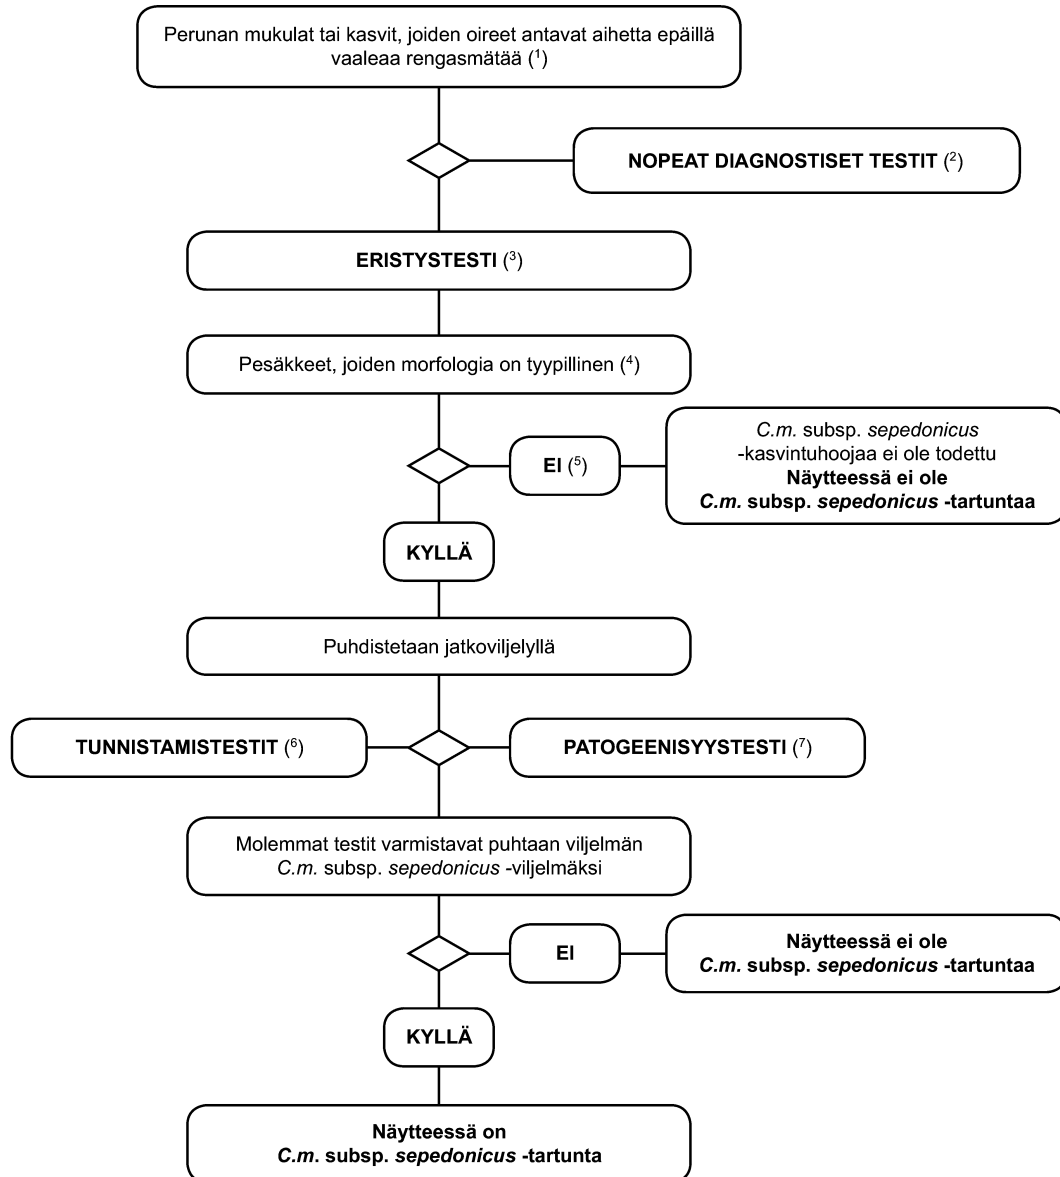 Perunan mukulat tai kasvit, joiden oireet antavat aihetta epäillä
vaaleaa rengasmätää (¹)
NOPEAT DIAGNOSTISET TESTIT (²)
ERISTYSTESTI (³)
Pesäkkeet, joiden morfologia on tyypillinen (⁴)
EI (⁵)
C.m. subsp. sepedonicus
-kasvintuhoojaa ei ole todettu
Näytteessä ei ole
C.m. subsp. sepedonicus -tartuntaa
KYLLÄ
Puhdistetaan jatkoviljelyllä
TUNNISTAMISTESTIT (⁶)
PATOGEENISYYSTESTI (⁷)
Molemmat testit varmistavat puhtaan viljelmän
C.m. subsp. sepedonicus -viljelmäksi
EI
Näytteessä ei ole
C.m. subsp. sepedonicus -tartuntaa
KYLLÄ
Näytteessä on
C.m. subsp. sepedonicus -tartunta